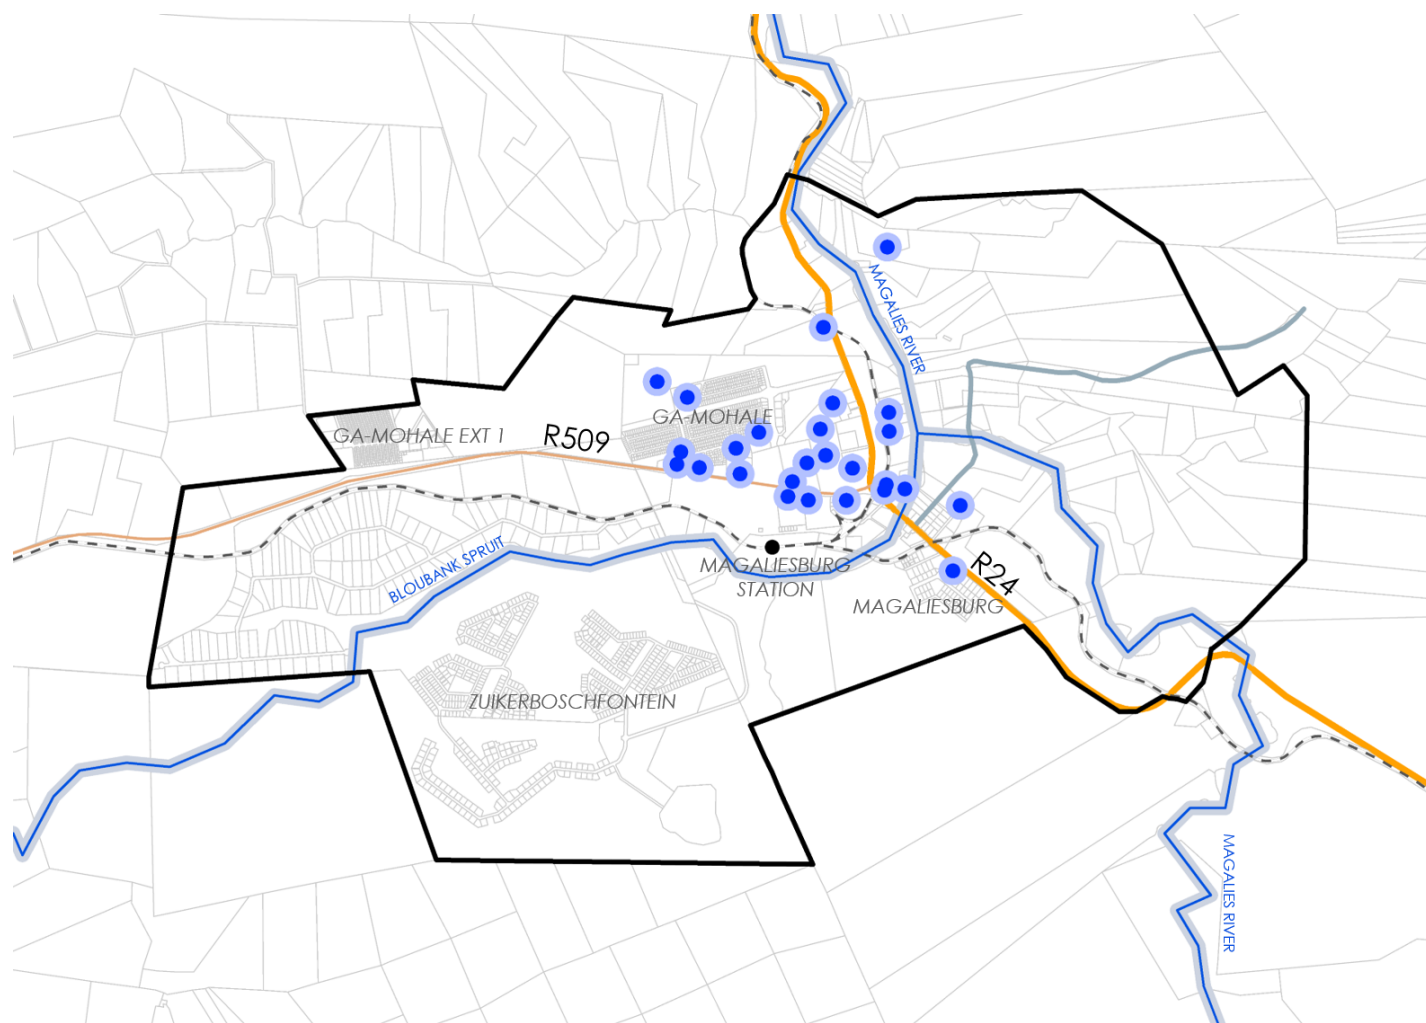 MAGALIES RIVER
GA-MOHALE
GA-MOHALE EXT 1
R509
BLOUBANK SPRUIT
MAGALIESBURG
STATION
R24
MAGALIESBURG
ZUIKERBOSCHFONTEIN
MAGALIES RIVER